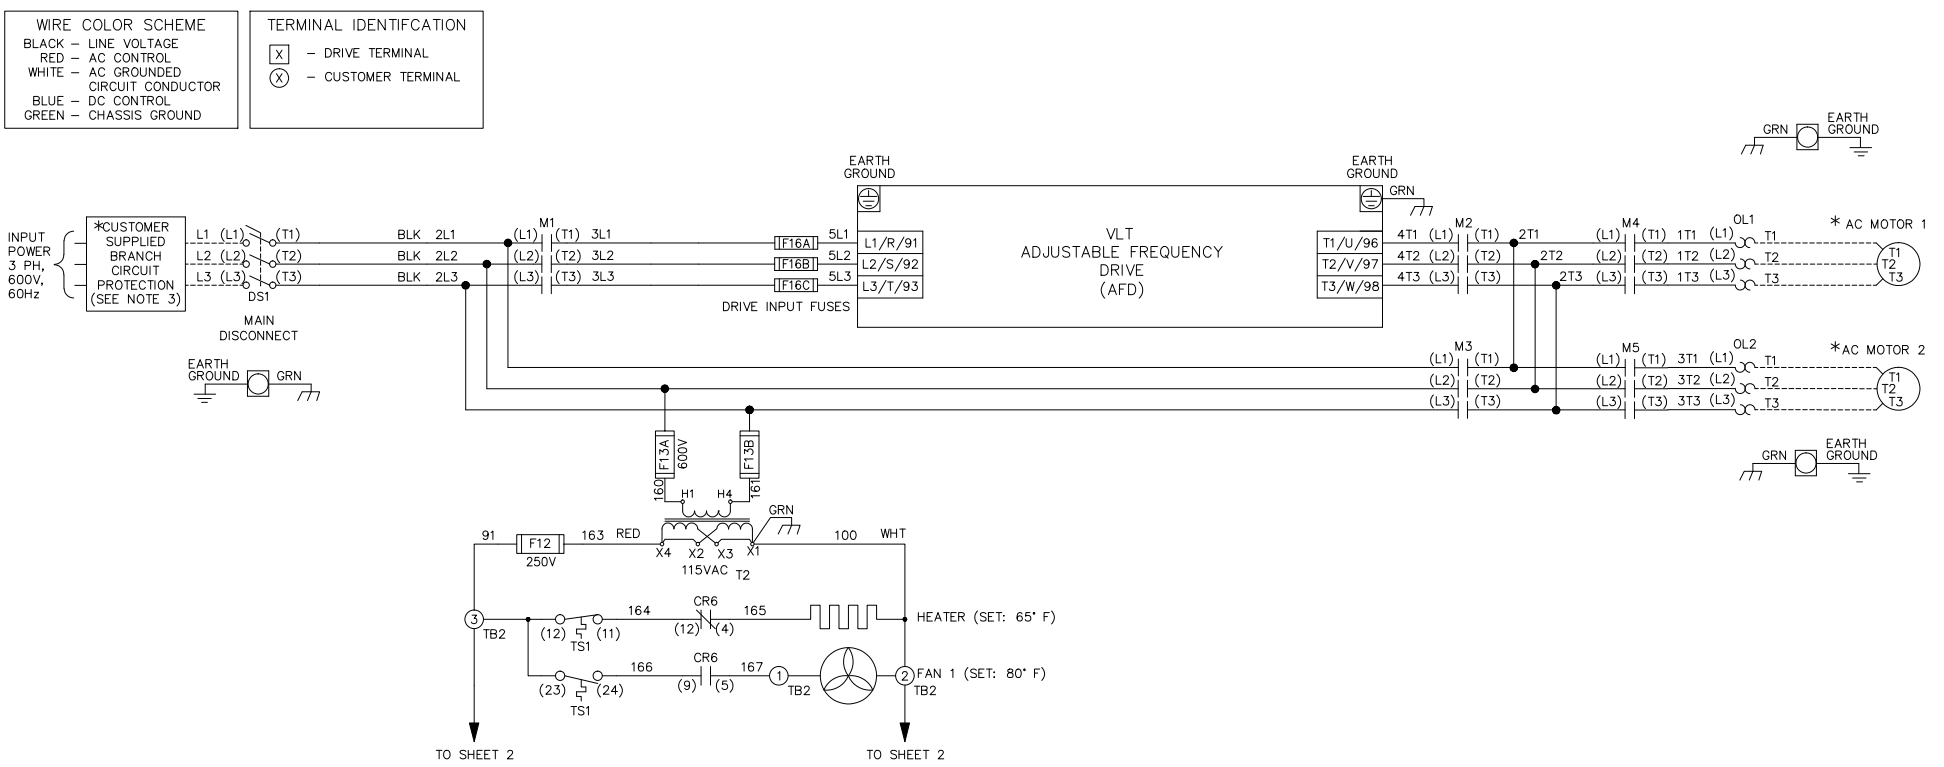 WIRE COLOR SCHEME
BLACK – LINE VOLTAGE
RED – AC CONTROL
WHITE – AC GROUNDED
CIRCUIT CONDUCTOR
BLUE – DC CONTROL
GREEN – CHASSIS GROUND
TERMINAL IDENTIFCATION
X – DRIVE TERMINAL
X – CUSTOMER TERMINAL
GRN EARTH
GROUND
EARTH
GROUND
EARTH
GROUND
GRN
INPUT
POWER
3 PH,
600V,
60Hz
*CUSTOMER
SUPPLIED
BRANCH
CIRCUIT
PROTECTION
(SEE NOTE 3)
L1 (L1) (T1) BLK 2L1 (L1) M1 (T1) 3L1 F16A 5L1 L1/R/91
L2 (L2) (T2) BLK 2L2 (L2) (T2) 3L2 F16B 5L2 L2/S/92
L3 (L3) (T3) BLK 2L3 (L3) (T3) 3L3 F16C 5L3 L3/T/93
DS1
MAIN
DISCONNECT
DRIVE INPUT FUSES
VLT
ADJUSTABLE FREQUENCY
DRIVE
(AFD)
T1/U/96 4T1 (L1) M2 (T1) 2T1 (L1) M4 (T1) 1T1 (L1) OL1 T1
T2/V/97 4T2 (L2) (T2) 2T2 (L2) (T2) 1T2 (L2) T2
T3/W/98 4T3 (L3) (T3) 2T3 (L3) (T3) 1T3 (L3) T3
* AC MOTOR 1
T1
T2
T3
EARTH
GROUND GRN
(L1) M3 (T1) (L1) M5 (T1) 3T1 (L1) OL2 T1
(L2) (T2) (L2) (T2) 3T2 (L2) T2
(L3) (T3) (L3) (T3) 3T3 (L3) T3
*AC MOTOR 2
T1
T2
T3
GRN EARTH
GROUND
F13A
600V
F13B
160
161
H1 H4
GRN
91 F12 163 RED
250V
X4 X2 X3 X1
100 WHT
115VAC T2
3
TB2
(12) (11)
TS1
164
CR6
(12) (4)
165
HEATER (SET: 65° F)
(23) (24)
TS1
166
CR6
(9) (5)
167
1
TB2
2
TB2
FAN 1 (SET: 80° F)
TO SHEET 2
TO SHEET 2